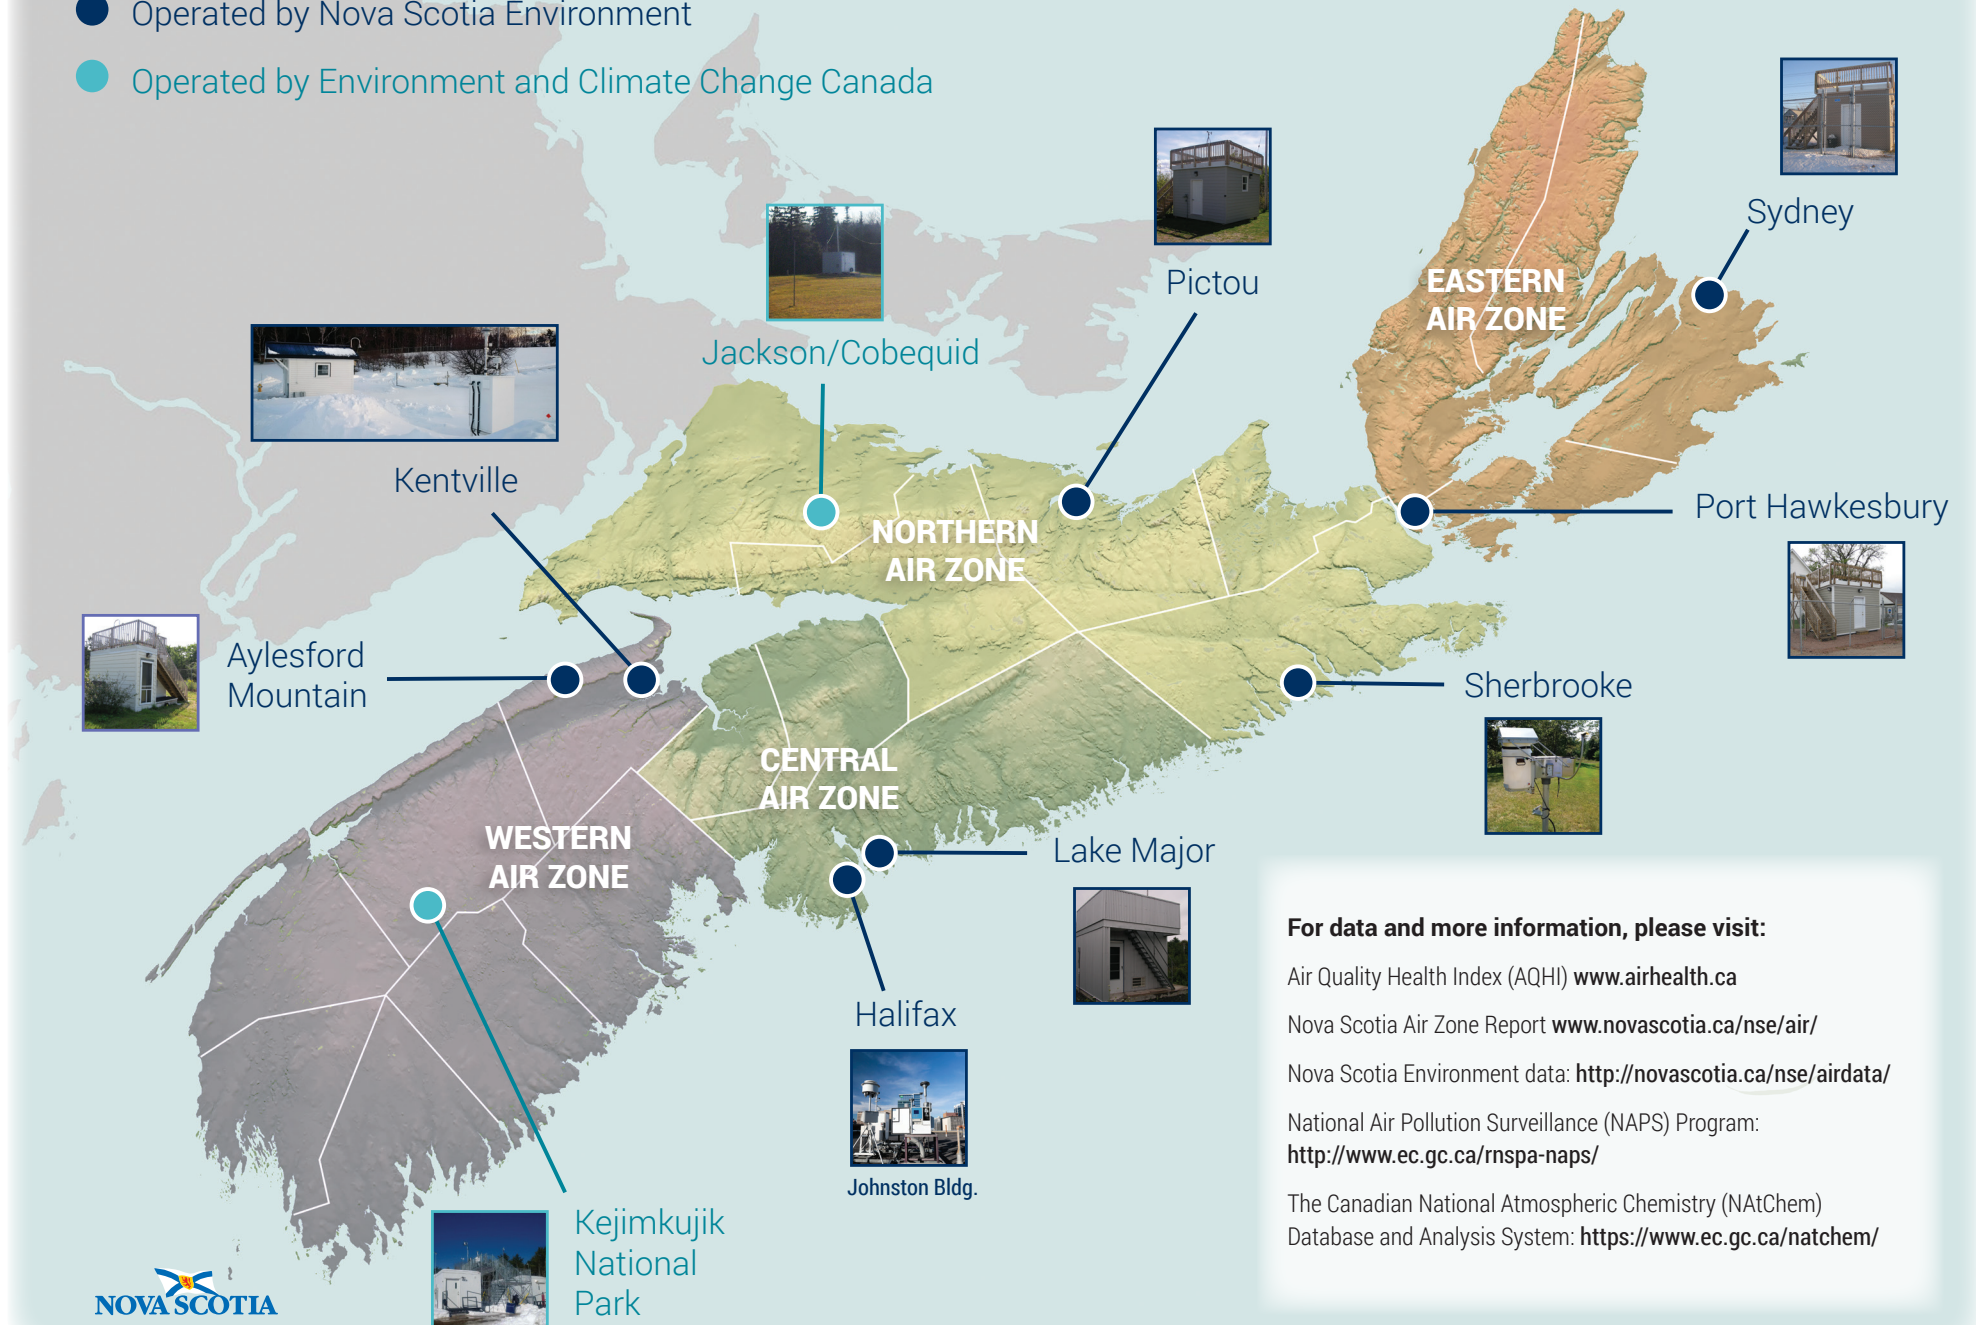 Operated by Nova Scotia Environment
Operated by Environment and Climate Change Canada
Sydney
Pictou
EASTERN
AIR ZONE
Jackson/Cobequid
Kentville
Port Hawkesbury
NORTHERN
AIR ZONE
Aylesford
Mountain
Sherbrooke
CENTRAL
AIR ZONE
WESTERN
AIR ZONE
Lake Major
Halifax
Johnston Bldg.
Kejimkujik
National
Park
For data and more information, please visit:
Air Quality Health Index (AQHI) www.airhealth.ca
Nova Scotia Air Zone Report www.novascotia.ca/nse/air/
Nova Scotia Environment data: http://novascotia.ca/nse/airdata/
National Air Pollution Surveillance (NAPS) Program:
http://www.ec.gc.ca/rnspa-naps/
The Canadian National Atmospheric Chemistry (NAtChem)
Database and Analysis System: https://www.ec.gc.ca/natchem/
NOVA SCOTIA